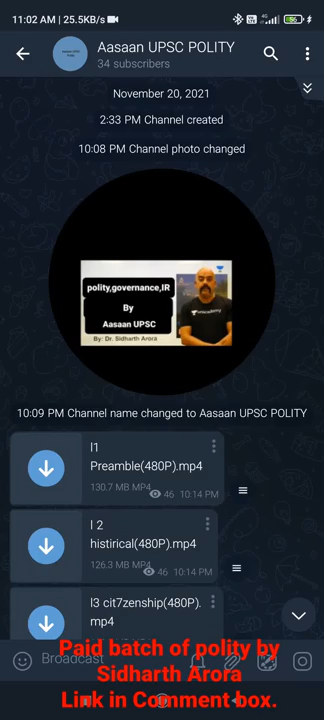 11:02 AM | 25.5KB/s
56
Aasaan UPSC POLITY
34 subscribers
November 20, 2021
2:33 PM Channel created
10:08 PM Channel photo changed
polity,governance,IR
By
Aasaan UPSC
By: Dr. Sidharth Arora
unacademy
10:09 PM Channel name changed to Aasaan UPSC POLITY
l1
Preamble(480P).mp4
130.7 MB MP4
46 10:14 PM
l 2
histirical(480P).mp4
126.3 MB MP4
46 10:14 PM
l3 cit7zenship(480P).
mp4
Broadcast
Paid batch of polity by
Sidharth Arora
Link in Comment box.